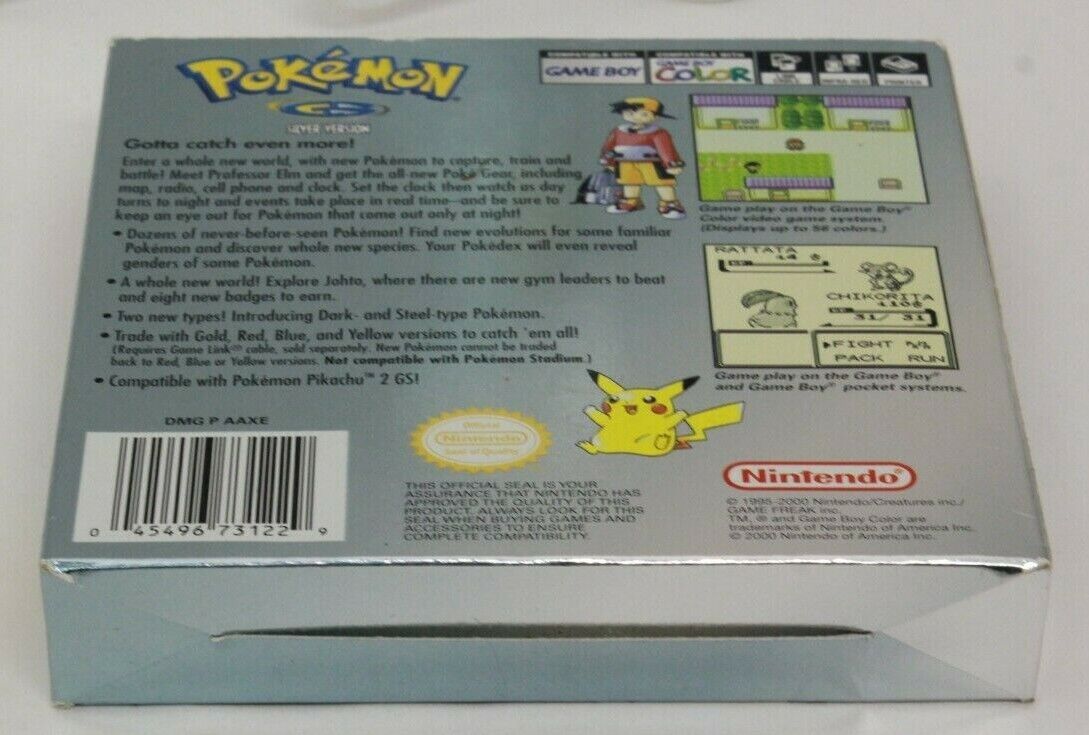 POKéMON™
SILVER VERSION
COMPATIBLE WITH
GAME BOY
COMPATIBLE WITH
GAME BOY
COLOR
PRINTER
Gotta catch even more!
Enter a whole new world, with new Pokémon to capture, train and
battle! Meet Professor Elm and get the all-new Poké Gear, including
map, radio, cell phone and clock. Set the clock then watch as day
turns to night and events take place in real time—and be sure to
keep an eye out for Pokémon that come out only at night!
• Dozens of never-before-seen Pokémon! Find new evolutions for some familiar
Pokémon and discover whole new species. Your Pokédex will even reveal
genders of some Pokémon.
• A whole new world! Explore Johto, where there are new gym leaders to beat
and eight new badges to earn.
• Two new types! Introducing Dark- and Steel-type Pokémon.
• Trade with Gold, Red, Blue, and Yellow versions to catch 'em all!
(Requires Game Link® cable, sold separately. New Pokémon cannot be traded
back to Red, Blue or Yellow versions. Not compatible with Pokémon Stadium.)
• Compatible with Pokémon Pikachu™ 2 GS!
Game play on the Game Boy®
Color video game system.
(Displays up to 56 colors.)
RATTATA
CHIKORITA
31/ 31
▶FIGHT
PACK RUN
Game play on the Game Boy®
and Game Boy® pocket systems.
DMG P AAXE
0 45496 73122 9
Official
Nintendo
Seal of Quality
THIS OFFICIAL SEAL IS YOUR
ASSURANCE THAT NINTENDO HAS
APPROVED THE QUALITY OF THIS
PRODUCT. ALWAYS LOOK FOR THIS
SEAL WHEN BUYING GAMES AND
ACCESSORIES TO ENSURE
COMPLETE COMPATIBILITY.
Nintendo®
© 1995-2000 Nintendo/Creatures inc./
GAME FREAK inc.
TM, ® and Game Boy Color are
trademarks of Nintendo of America Inc.
© 2000 Nintendo of America Inc.